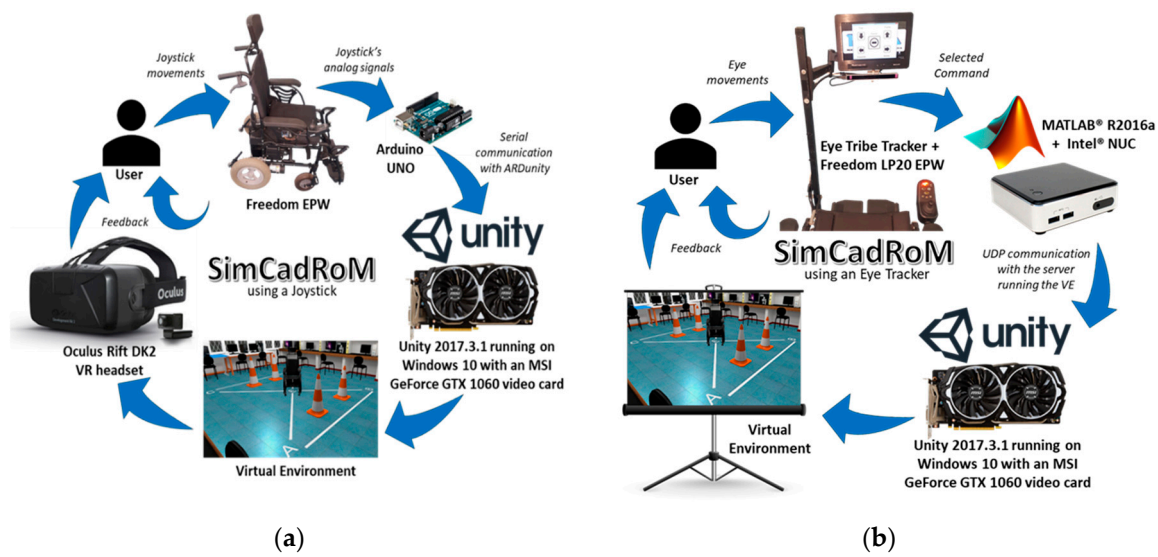 Joystick
movements
Joystick's
analog signals
User
Freedom EPW
Arduino
UNO
Serial
communication
with ARDunity
Feedback
SimCadRoM
using a Joystick
unity
Oculus
Oculus Rift DK2
VR headset
Unity 2017.3.1 running on
Windows 10 with an MSI
GeForce GTX 1060 video card
A
Virtual Environment
(a)
Eye
movements
Selected
Command
User
Eye Tribe Tracker +
Freedom LP20 EPW
MATLAB® R2016a
+ Intel® NUC
Feedback
SimCadRoM
using an Eye Tracker
UDP communication
with the server
running the VE
unity
A
Virtual
Environment
Unity 2017.3.1 running on
Windows 10 with an MSI
GeForce GTX 1060 video card
(b)